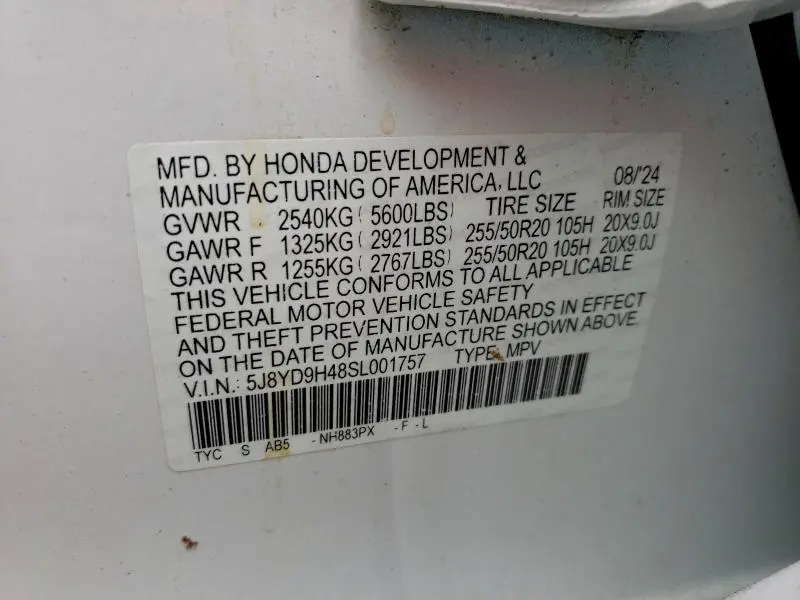 MFD. BY HONDA DEVELOPMENT &
MANUFACTURING OF AMERICA, LLC 08/'24
GVWR 2540KG ( 5600LBS) TIRE SIZE RIM SIZE
GAWR F 1325KG ( 2921LBS) 255/50R20 105H 20X9.0J
GAWR R 1255KG ( 2767LBS) 255/50R20 105H 20X9.0J
THIS VEHICLE CONFORMS TO ALL APPLICABLE
FEDERAL MOTOR VEHICLE SAFETY
AND THEFT PREVENTION STANDARDS IN EFFECT
ON THE DATE OF MANUFACTURE SHOWN ABOVE.
V.I.N.: 5J8YD9H48SL001757 TYPE: MPV
TYC S AB5 -NH883PX -F -L